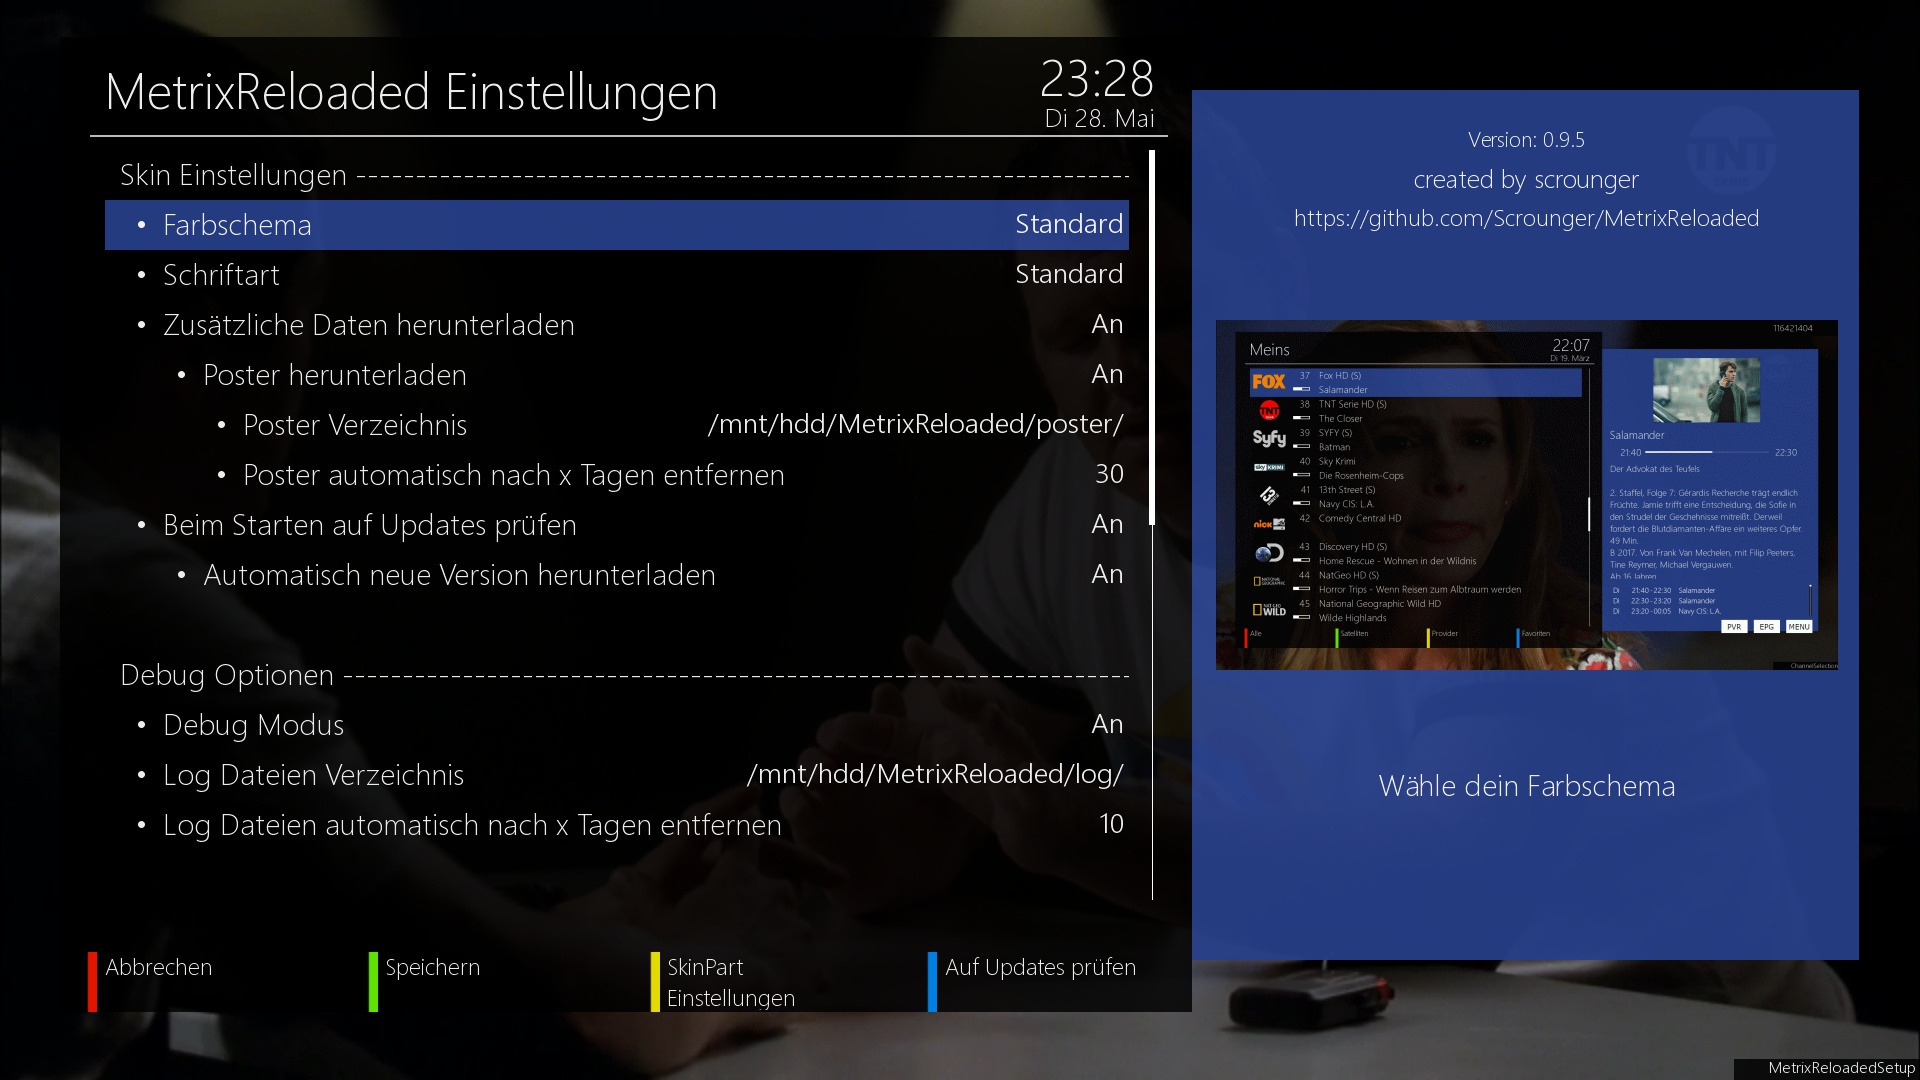 MetrixReloaded Einstellungen
23:28
Di 28. Mai
Skin Einstellungen
• Farbschema Standard
• Schriftart Standard
• Zusätzliche Daten herunterladen An
• Poster herunterladen An
• Poster Verzeichnis /mnt/hdd/MetrixReloaded/poster/
• Poster automatisch nach x Tagen entfernen 30
• Beim Starten auf Updates prüfen An
• Automatisch neue Version herunterladen An
Debug Optionen
• Debug Modus An
• Log Dateien Verzeichnis /mnt/hdd/MetrixReloaded/log/
• Log Dateien automatisch nach x Tagen entfernen 10
Abbrechen
Speichern
SkinPart
Einstellungen
Auf Updates prüfen
Version: 0.9.5
created by scrounger
https://github.com/Scrounger/MetrixReloaded
TNT
116421404
Meins
22:07
Di 19. März
FOX 37 Fox HD (S)
Salamander
TNT 38 TNT Serie HD (S)
The Closer
Syfy 39 SYFY (S)
Batman
sky KRIMI 40 Sky Krimi
Die Rosenheim-Cops
13 41 13th Street (S)
Navy CIS: L.A.
nick 42 Comedy Central HD
43 Discovery HD (S)
Home Rescue - Wohnen in der Wildnis
NATIONAL GEOGRAPHIC 44 NatGeo HD (S)
Horror Trips - Wenn Reisen zum Albtraum werden
NAT GEO WILD 45 National Geographic Wild HD
Wilde Highlands
Alle
Satelliten
Provider
Favoriten
Salamander
21:40 22:30
Der Advokat des Teufels
2. Staffel, Folge 7: Gérardis Recherche trägt endlich
Früchte. Jamie trifft eine Entscheidung, die Sofie in
den Strudel der Geschehnisse mitreißt. Derweil
fordert die Blutdiamanten-Affäre ein weiteres Opfer.
49 Min.
B 2017. Von Frank Van Mechelen, mit Filip Peeters,
Tine Reymer, Michael Vergauwen.
Ab 16 Jahren
Di 21:40-22:30 Salamander
Di 22:30-23:20 Salamander
Di 23:20-00:05 Navy CIS: L.A.
PVR EPG MENU
ChannelSelection
Wähle dein Farbschema
MetrixReloadedSetup